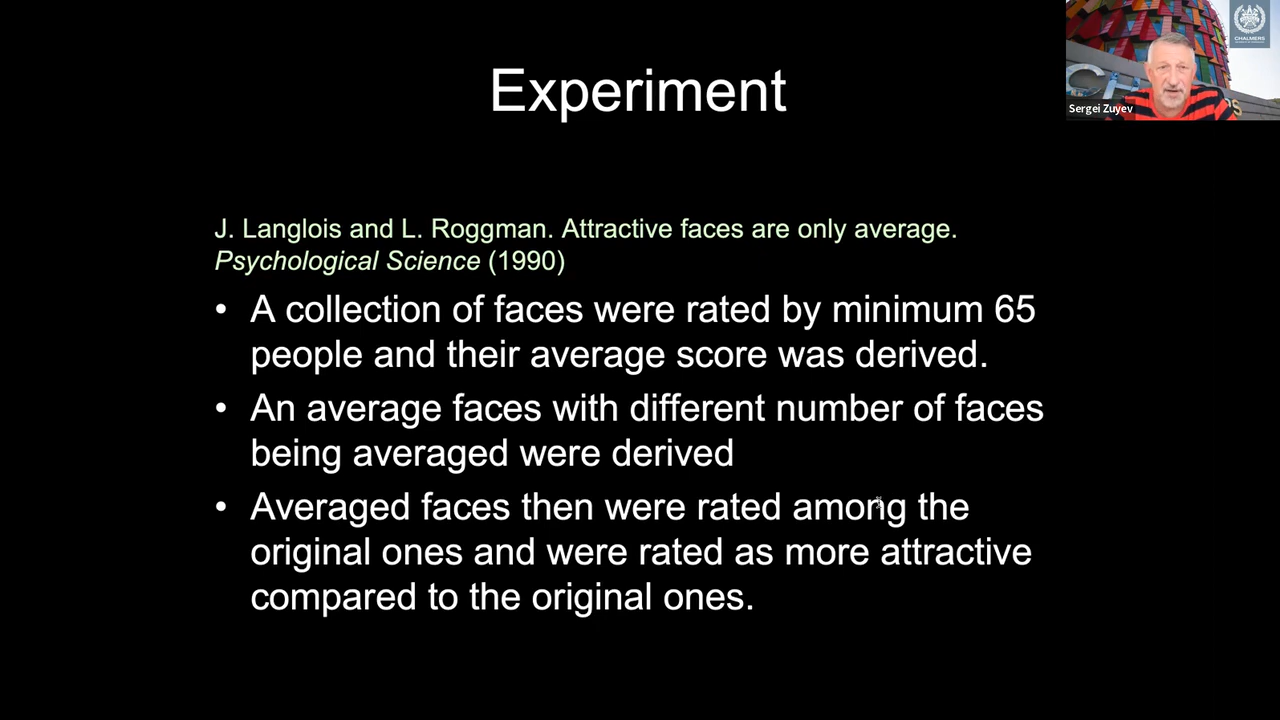 Experiment
CHALMERS
Sergei Zuyev
J. Langlois and L. Roggman. Attractive faces are only average.
Psychological Science (1990)
• A collection of faces were rated by minimum 65
people and their average score was derived.
• An average faces with different number of faces
being averaged were derived
• Averaged faces then were rated among the
original ones and were rated as more attractive
compared to the original ones.